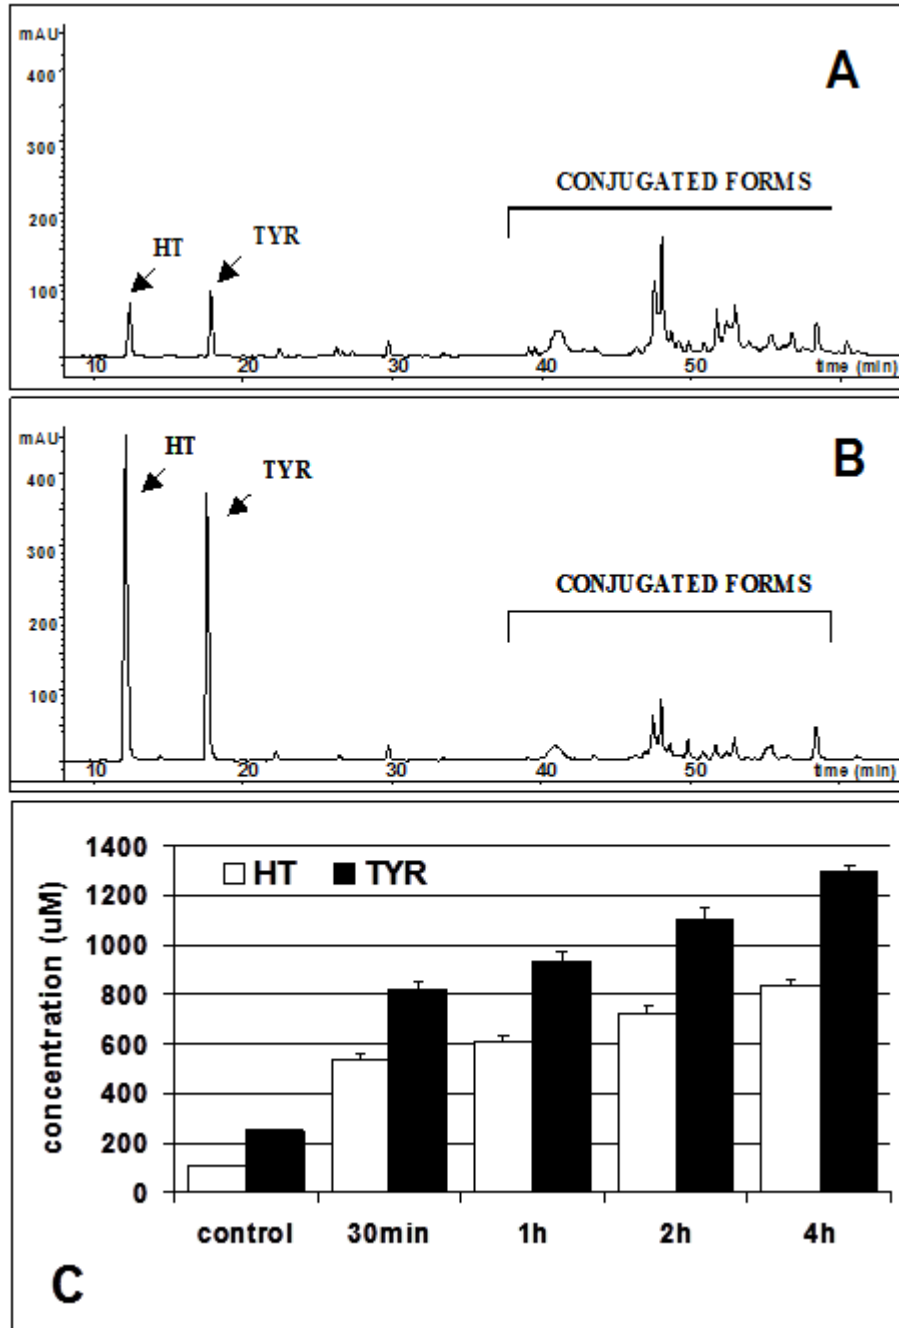 mAU
A
400
300
CONJUGATED FORMS
200
HT
TYR
100
10
20
30
40
50
time (min)
mAU
B
HT
TYR
400
300
CONJUGATED FORMS
200
100
10
20
30
40
50
time (min)
1400
HT
TYR
1200
1000
800
600
400
200
0
concentration (uM)
control
30min
1h
2h
4h
C